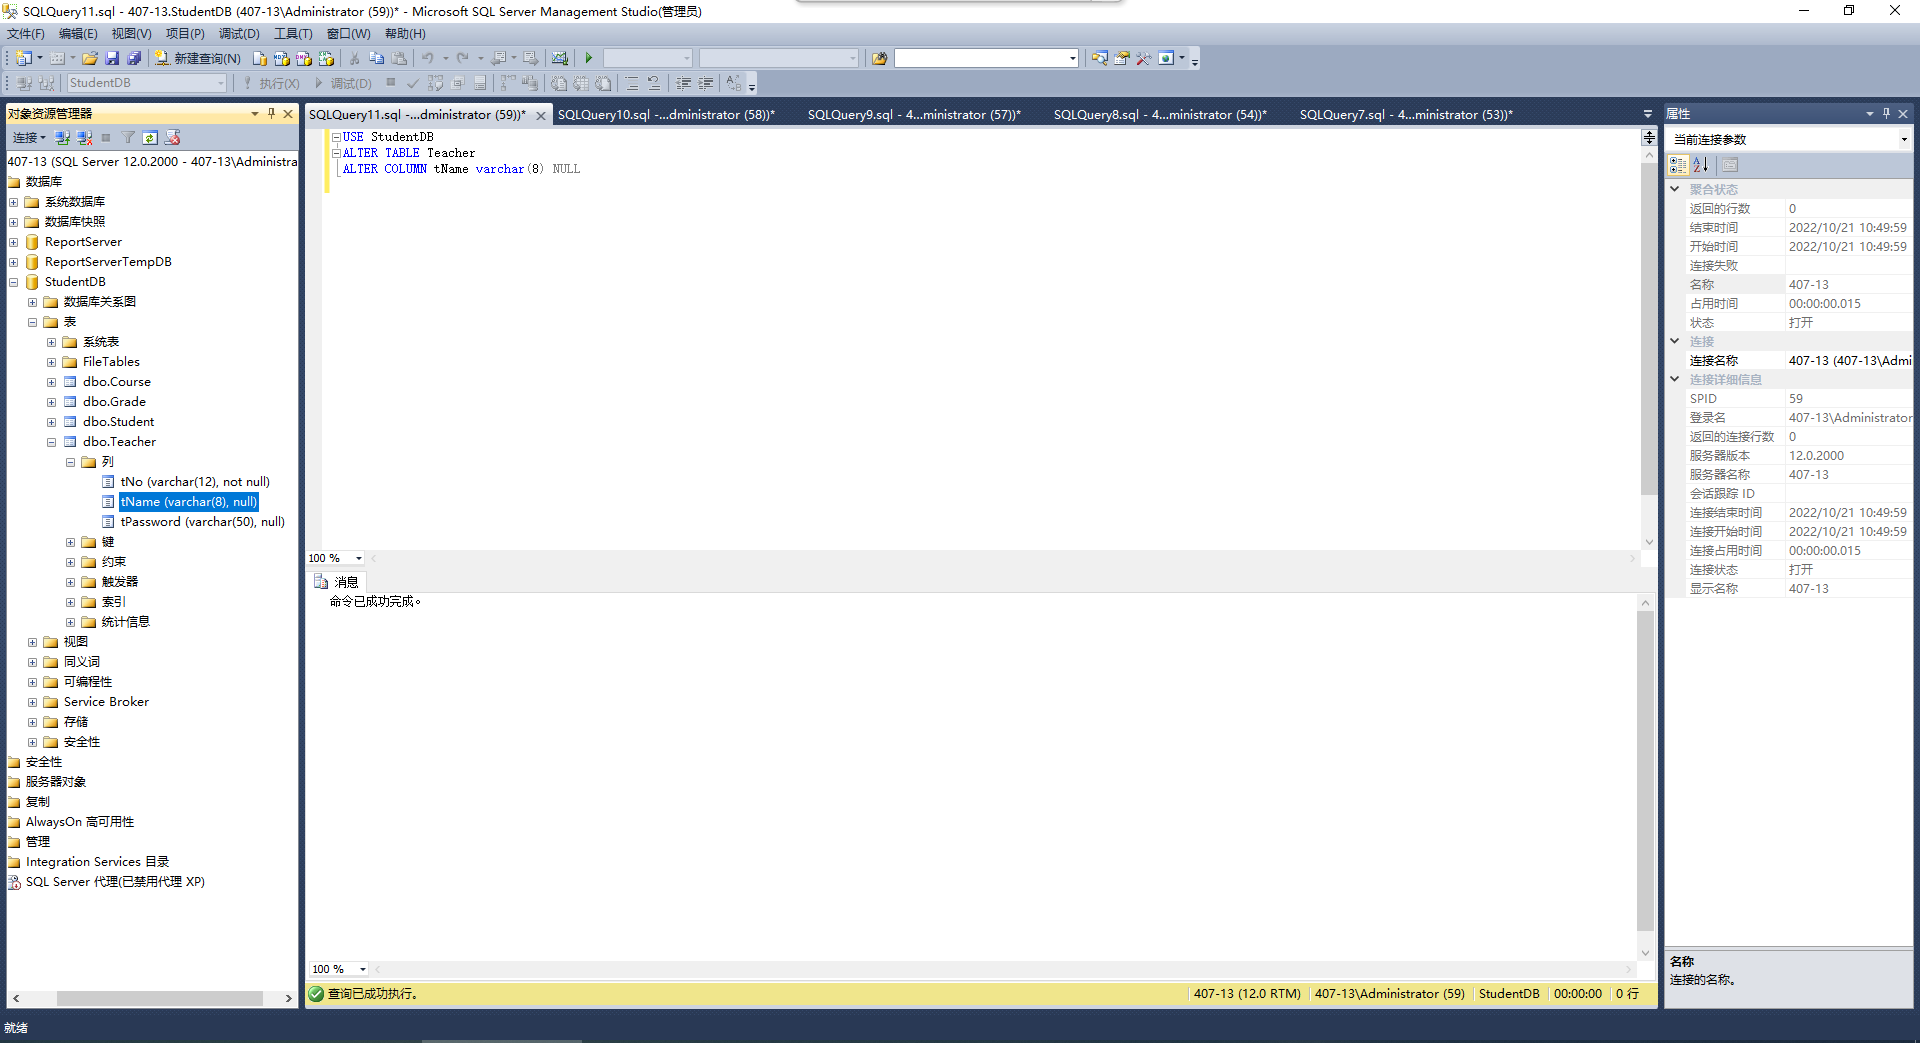 SQLQuery11.sql - 407-13.StudentDB (407-13\Administrator (59))* - Microsoft SQL Server Management Studio(管理员)
文件(F) 编辑(E) 视图(V) 项目(P) 调试(D) 工具(T) 窗口(W) 帮助(H)
新建查询(N)
StudentDB 执行(X) 调试(D)
对象资源管理器
连接
407-13 (SQL Server 12.0.2000 - 407-13\Administra
数据库
系统数据库
数据库快照
ReportServer
ReportServerTempDB
StudentDB
数据库关系图
表
系统表
FileTables
dbo.Course
dbo.Grade
dbo.Student
dbo.Teacher
列
tNo (varchar(12), not null)
tName (varchar(8), null)
tPassword (varchar(50), null)
键
约束
触发器
索引
统计信息
视图
同义词
可编程性
Service Broker
存储
安全性
安全性
服务器对象
复制
AlwaysOn 高可用性
管理
Integration Services 目录
SQL Server 代理(已禁用代理 XP)
SQLQuery11.sql -...dministrator (59))* SQLQuery10.sql -...dministrator (58))* SQLQuery9.sql - 4...ministrator (57))* SQLQuery8.sql - 4...ministrator (54))* SQLQuery7.sql - 4...ministrator (53))*
USE StudentDB
ALTER TABLE Teacher
ALTER COLUMN tName varchar(8) NULL
100 %
消息
命令已成功完成。
100 %
查询已成功执行。 407-13 (12.0 RTM) 407-13\Administrator (59) StudentDB 00:00:00 0 行
属性
当前连接参数
聚合状态
返回的行数 0
结束时间 2022/10/21 10:49:59
开始时间 2022/10/21 10:49:59
连接失败
名称 407-13
占用时间 00:00:00.015
状态 打开
连接
连接名称 407-13 (407-13\Admi
连接详细信息
SPID 59
登录名 407-13\Administrator
返回的连接行数 0
服务器版本 12.0.2000
服务器名称 407-13
会话跟踪 ID
连接结束时间 2022/10/21 10:49:59
连接开始时间 2022/10/21 10:49:59
连接占用时间 00:00:00.015
连接状态 打开
显示名称 407-13
名称
连接的名称。
就绪